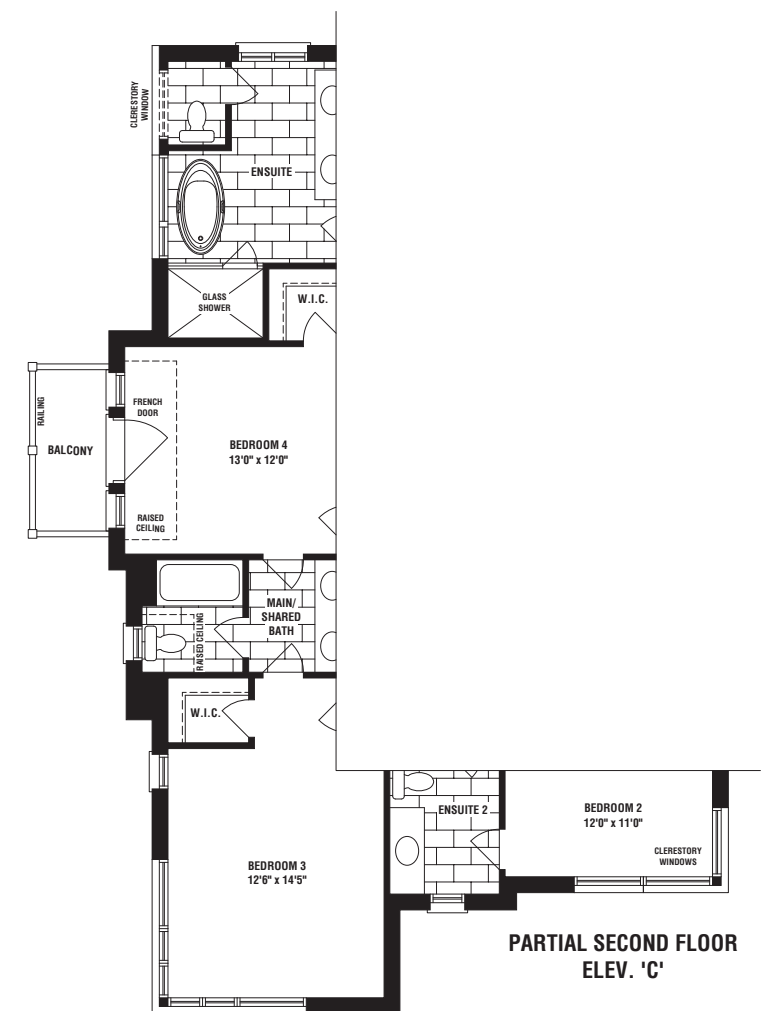 CLERESTORY
WINDOW
ENSUITE
GLASS
SHOWER
W.I.C.
FRENCH
DOOR
RAILING
BALCONY
BEDROOM 4
13'0" x 12'0"
RAISED
CEILING
MAIN/
SHARED
BATH
RAISED CEILING
W.I.C.
ENSUITE 2
BEDROOM 2
12'0" x 11'0"
CLERESTORY
WINDOWS
BEDROOM 3
12'6" x 14'5"
PARTIAL SECOND FLOOR
ELEV. 'C'